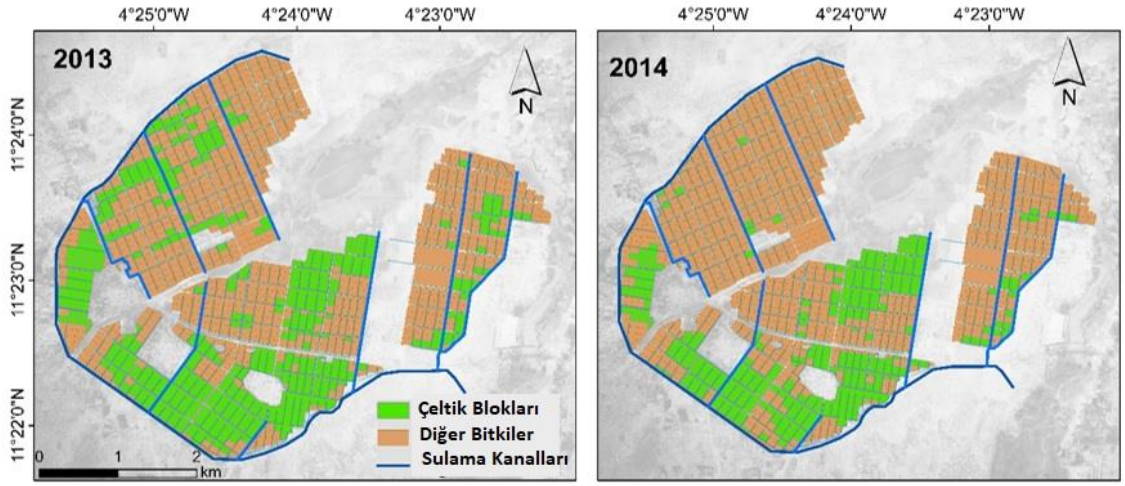 4°25'0"W 4°24'0"W 4°23'0"W 4°25'0"W 4°24'0"W 4°23'0"W
2013
2014
N
N
11°24'0"N
11°23'0"N
11°22'0"N
Çeltik Blokları
Diğer Bitkiler
Sulama Kanalları
0 1 2
km